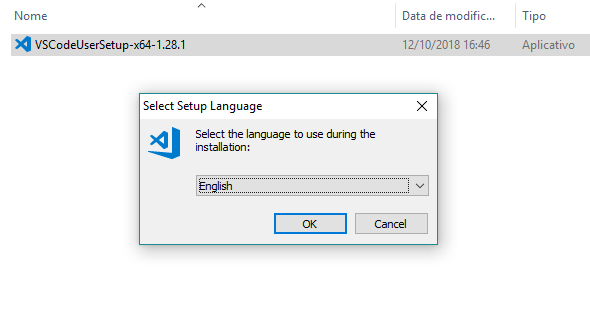 Nome Data de modific... Tipo
VSCodeUserSetup-x64-1.28.1 12/10/2018 16:46 Aplicativo
Select Setup Language
Select the language to use during the
installation:
English
OK Cancel